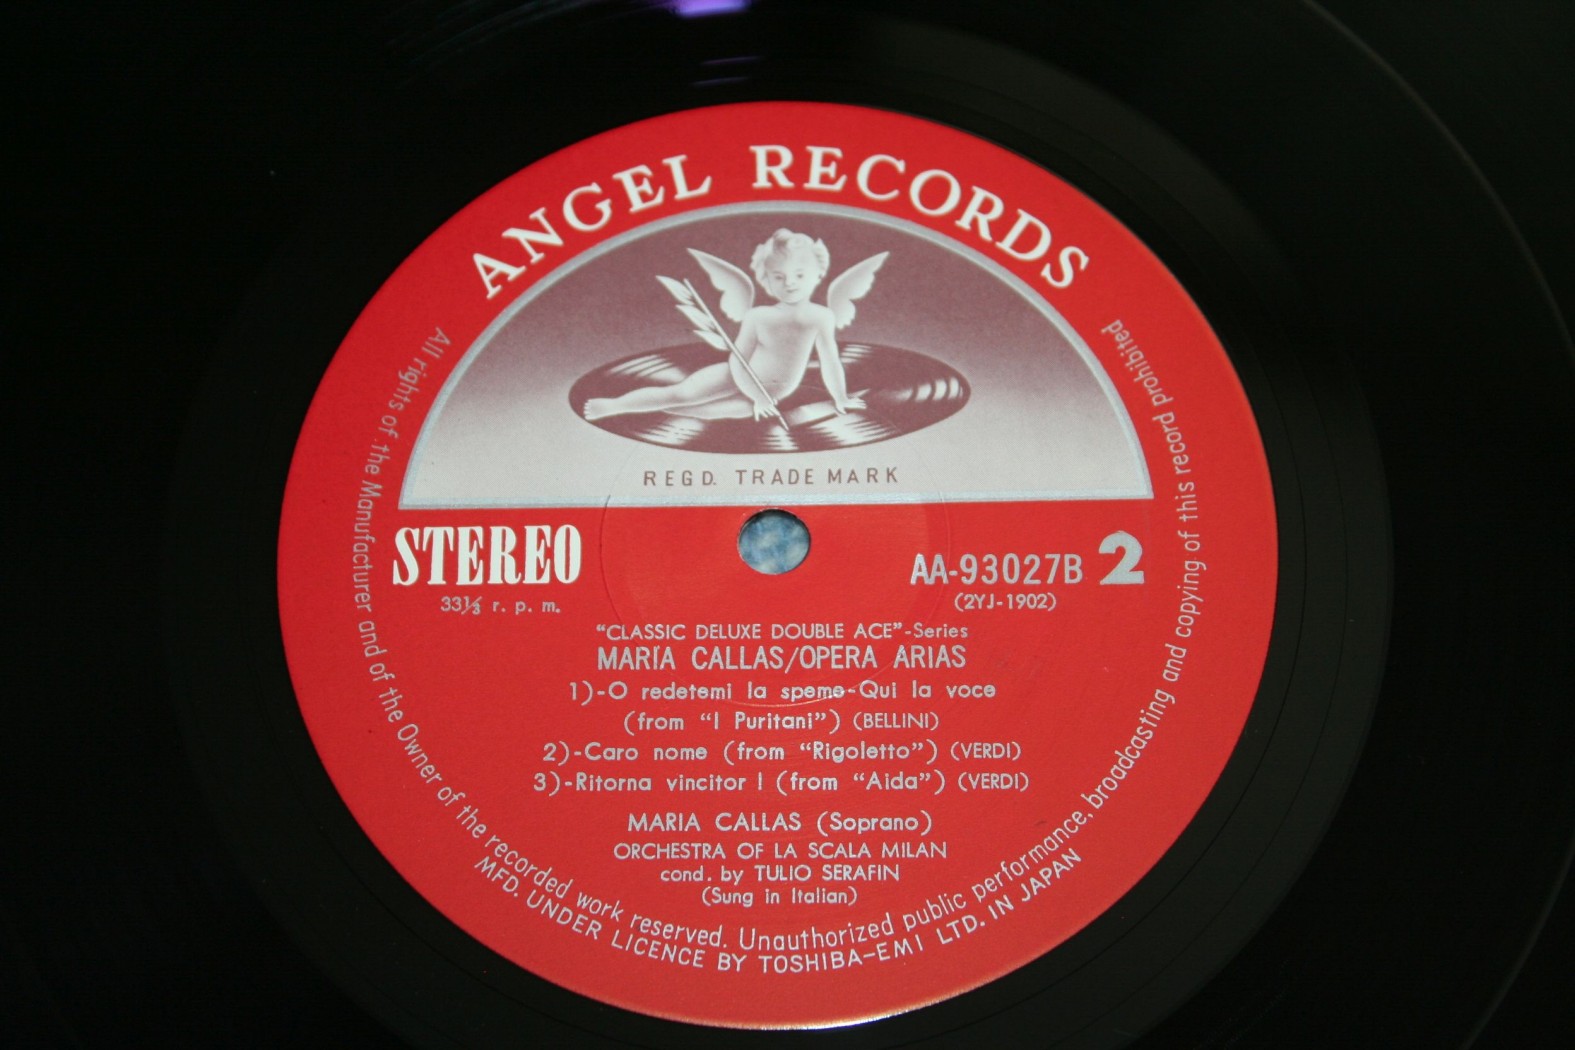 ANGEL RECORDS
REGD. TRADE MARK
STEREO
33⅓ r. p. m.
AA-93027B 2
(2YJ-1902)
"CLASSIC DELUXE DOUBLE ACE"-Series
MARIA CALLAS/OPERA ARIAS
1)-O redetemi la speme-Qui la voce
(from "I Puritani") (BELLINI)
2)-Caro nome (from "Rigoletto") (VERDI)
3)-Ritorna vincitor! (from "Aida") (VERDI)
MARIA CALLAS (Soprano)
ORCHESTRA OF LA SCALA MILAN
cond. by TULIO SERAFIN
(Sung in Italian)
All rights of the Manufacturer and of the Owner of the recorded work reserved. Unauthorized public performance, broadcasting and copying of this record prohibited
MFD. UNDER LICENCE BY TOSHIBA-EMI LTD. IN JAPAN